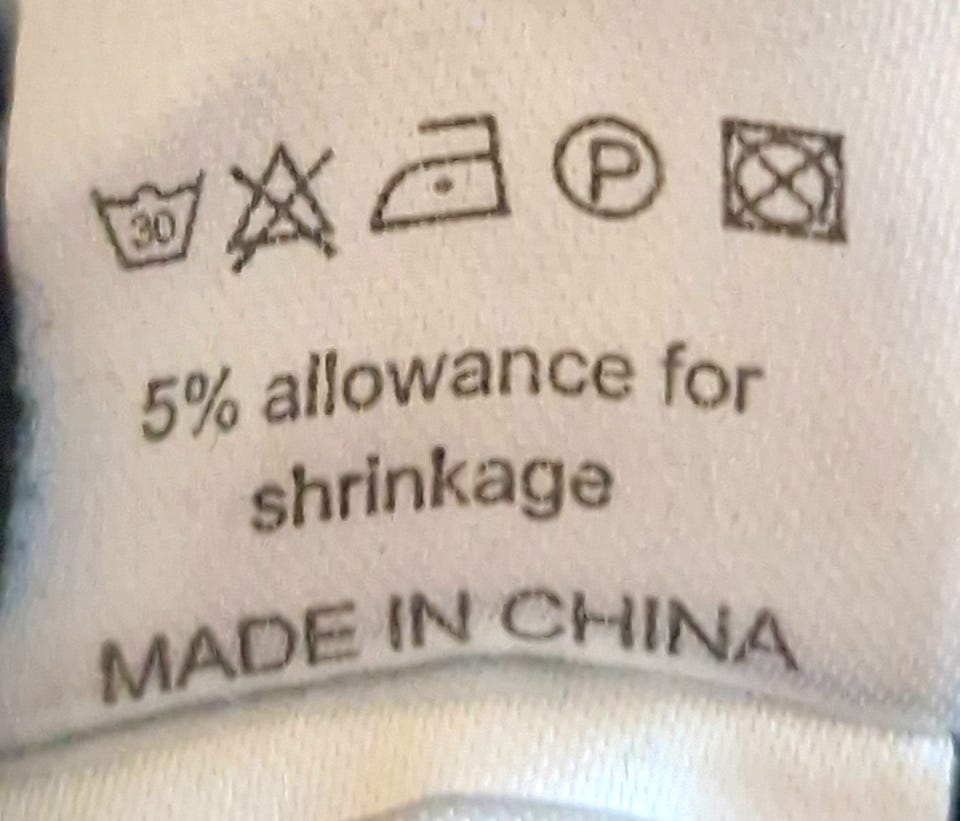 30 P
5% allowance for
shrinkage
MADE IN CHINA